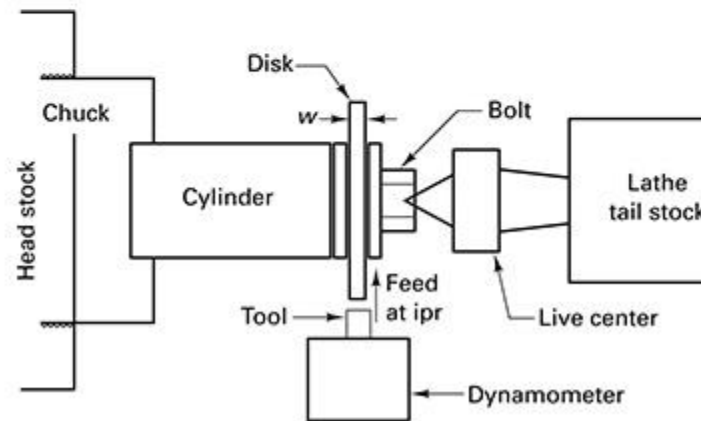 Disk
w
Bolt
Chuck
Head stock
Cylinder
Lathe
tail stock
Feed
at ipr
Tool
Live center
Dynamometer